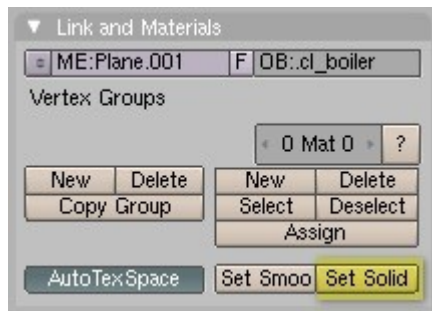 Link and Materials
ME:Plane.001 F OB:.cl_boiler
Vertex Groups
0 Mat 0 ?
New Delete New Delete
Copy Group Select Deselect
Assign
AutoTexSpace Set Smoo Set Solid